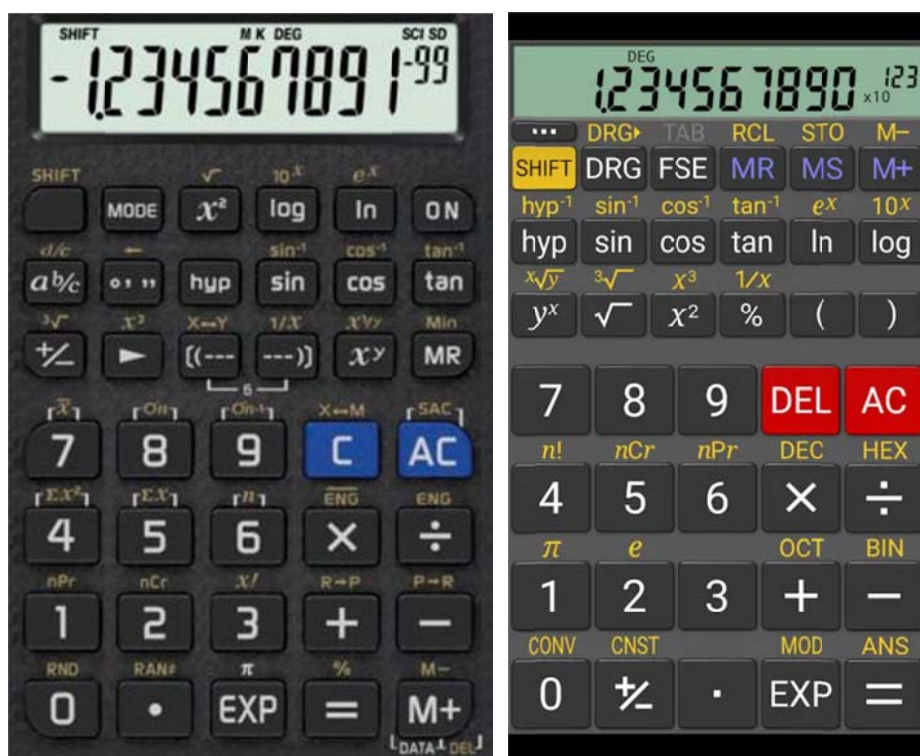 SHIFT M K DEG SCI SD
-1.234567891 -99
SHIFT √ 10ˣ eˣ
MODE x² log ln ON
d/c ← sin⁻¹ cos⁻¹ tan⁻¹
a b/c ° ' '' hyp sin cos tan
³√ x³ X↔Y 1/x x¹/y Min
+/− ► [(--- ---)] xʸ MR
6
x̄ σn σn-1 X↔M SAC
7 8 9 C AC
Σx² Σx n ENG ENG
4 5 6 × ÷
nPr nCr x! R→P P→R
1 2 3 + −
RND RAN# π % M−
0 • EXP = M+
DATA DEL
DEG
1.234567890 ×10 123
... DRG▸ TAB RCL STO M−
SHIFT DRG FSE MR MS M+
hyp⁻¹ sin⁻¹ cos⁻¹ tan⁻¹ eˣ 10ˣ
hyp sin cos tan ln log
ˣ√y ³√ x³ 1/x
yˣ √ x² % ( )
7 8 9 DEL AC
n! nCr nPr DEC HEX
4 5 6 × ÷
π e OCT BIN
1 2 3 + −
CONV CNST MOD ANS
0 +/− . EXP =